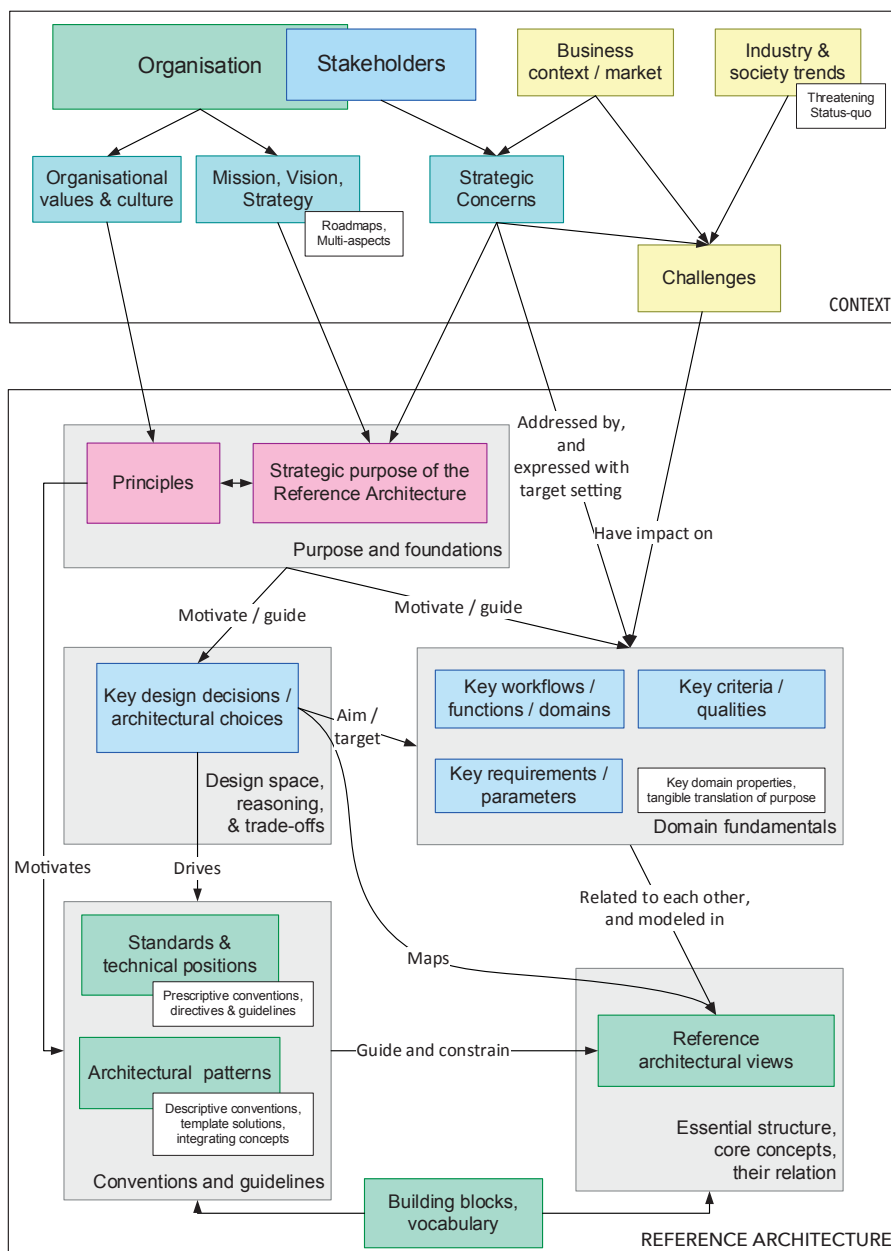 Organisation
Stakeholders
Business
context / market
Industry &
society trends
Threatening
Status-quo
Organisational
values & culture
Mission, Vision,
Strategy
Roadmaps,
Multi-aspects
Strategic
Concerns
Challenges
CONTEXT
Addressed by,
and
expressed with
target setting
Principles
Strategic purpose of the
Reference Architecture
Purpose and foundations
Have impact on
Motivate / guide
Motivate / guide
Key design decisions /
architectural choices
Aim /
target
Design space,
reasoning,
& trade-offs
Key workflows /
functions / domains
Key criteria /
qualities
Key requirements /
parameters
Key domain properties,
tangible translation of purpose
Domain fundamentals
Motivates
Drives
Related to each other,
and modeled in
Standards &
technical positions
Prescriptive conventions,
directives & guidelines
Maps
Architectural patterns
Descriptive conventions,
template solutions,
integrating concepts
Conventions and guidelines
Guide and constrain
Reference
architectural views
Essential structure,
core concepts,
their relation
Building blocks,
vocabulary
REFERENCE ARCHITECTURE